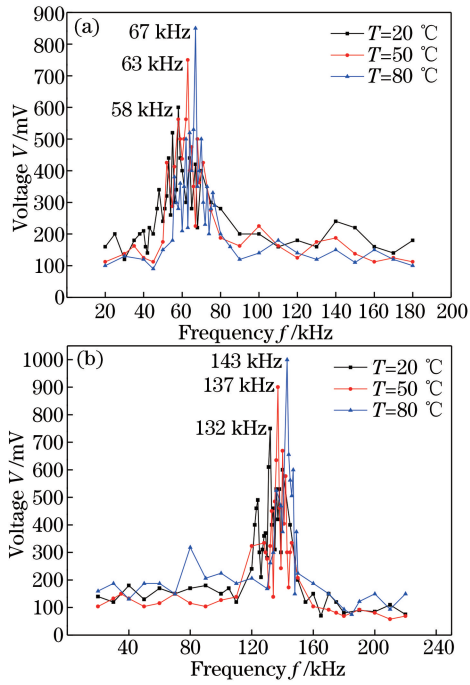 (a)
67 kHz
63 kHz
58 kHz
T=20 ℃
T=50 ℃
T=80 ℃
Voltage V/mV
900
800
700
600
500
400
300
200
100
0
0 20 40 60 80 100 120 140 160 180
Frequency f/kHz
(b)
143 kHz
137 kHz
132 kHz
T=20 ℃
T=50 ℃
T=80 ℃
Voltage V/mV
1000
900
800
700
600
500
400
300
200
100
0
40 80 120 160 200 240
Frequency f/kHz